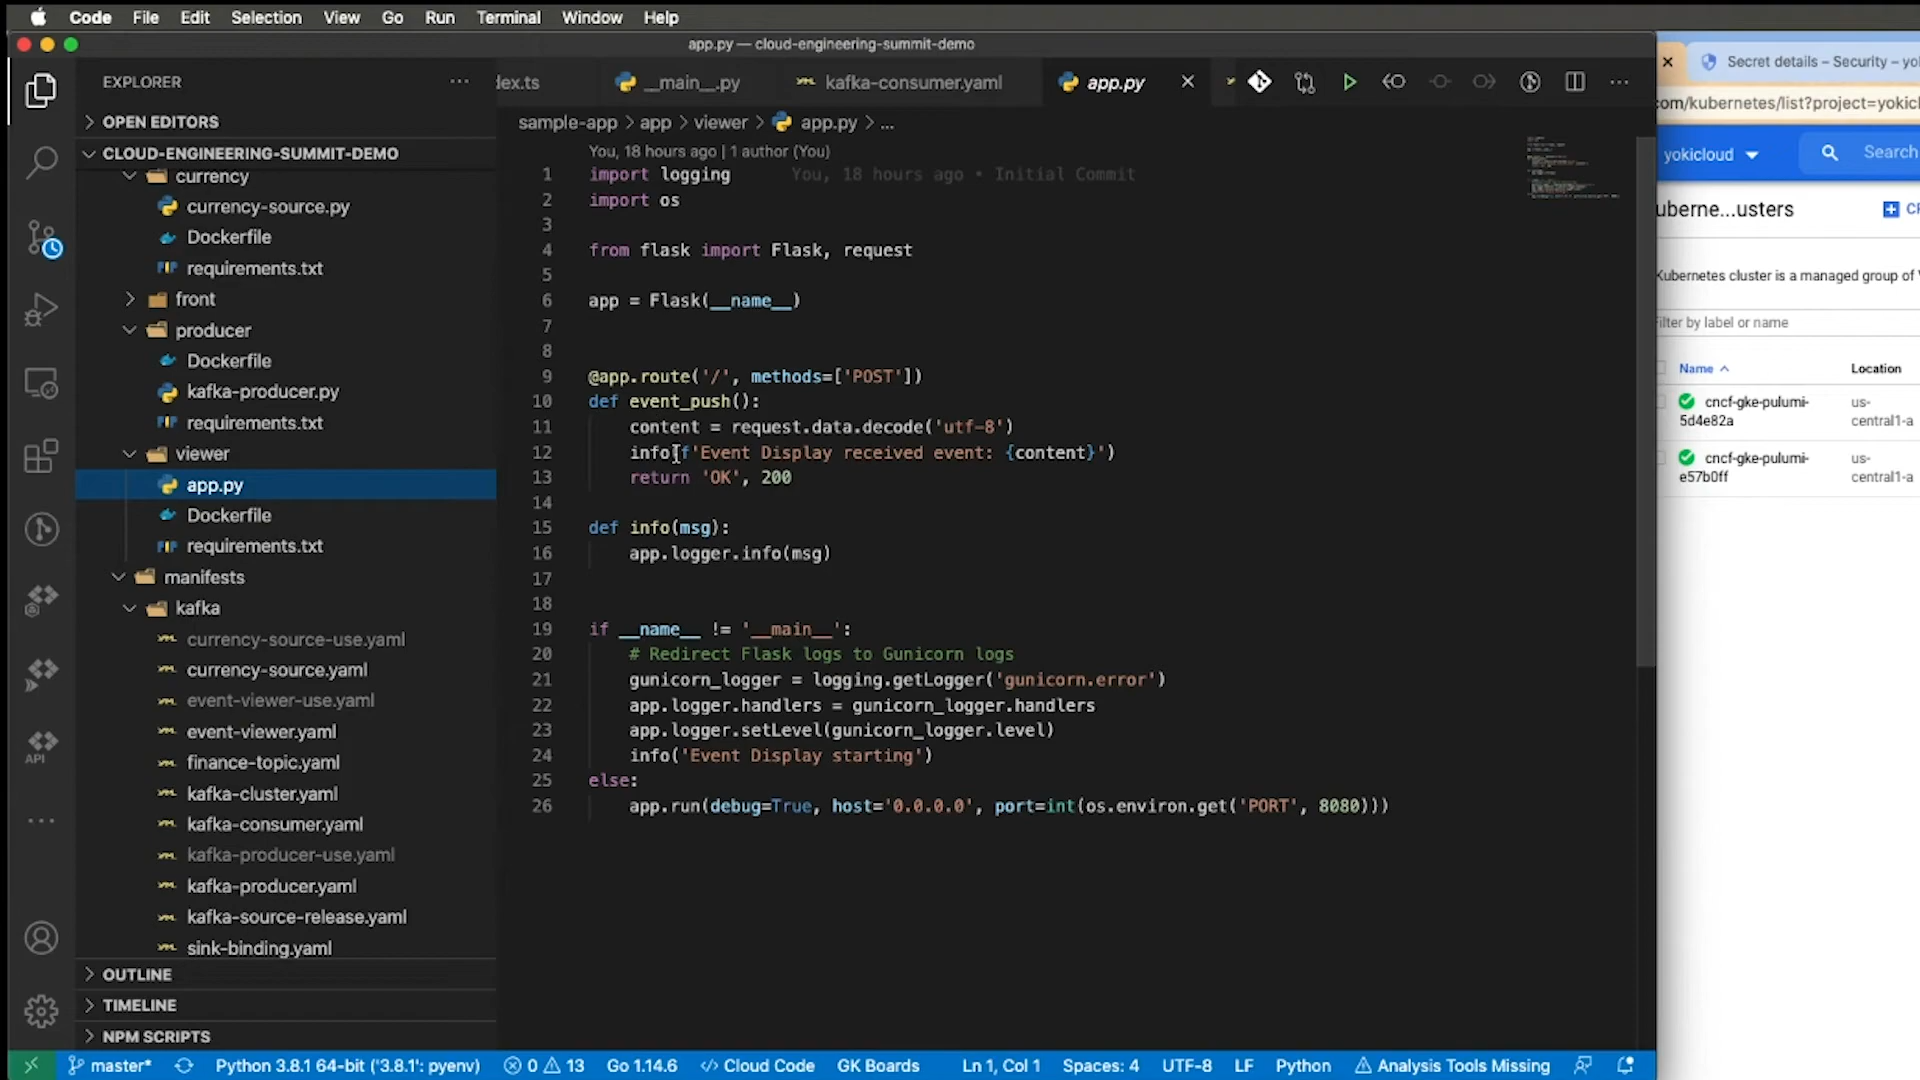 Code File Edit Selection View Go Run Terminal Window Help
app.py — cloud-engineering-summit-demo
EXPLORER
OPEN EDITORS
CLOUD-ENGINEERING-SUMMIT-DEMO
currency
currency-source.py
Dockerfile
requirements.txt
front
producer
Dockerfile
kafka-producer.py
requirements.txt
viewer
app.py
Dockerfile
requirements.txt
manifests
kafka
currency-source-use.yaml
currency-source.yaml
event-viewer-use.yaml
event-viewer.yaml
finance-topic.yaml
kafka-cluster.yaml
kafka-consumer.yaml
kafka-producer-use.yaml
kafka-producer.yaml
kafka-source-release.yaml
sink-binding.yaml
OUTLINE
TIMELINE
NPM SCRIPTS
API
dex.ts __main__.py kafka-consumer.yaml app.py
sample-app > app > viewer > app.py > ...
You, 18 hours ago | 1 author (You)
1 import logging You, 18 hours ago • Initial Commit
2 import os
3
4 from flask import Flask, request
5
6 app = Flask(__name__)
7
8
9 @app.route('/', methods=['POST'])
10 def event_push():
11 content = request.data.decode('utf-8')
12 info(f'Event Display received event: {content}')
13 return 'OK', 200
14
15 def info(msg):
16 app.logger.info(msg)
17
18
19 if __name__ != '__main__':
20 # Redirect Flask logs to Gunicorn logs
21 gunicorn_logger = logging.getLogger('gunicorn.error')
22 app.logger.handlers = gunicorn_logger.handlers
23 app.logger.setLevel(gunicorn_logger.level)
24 info('Event Display starting')
25 else:
26 app.run(debug=True, host='0.0.0.0', port=int(os.environ.get('PORT', 8080)))
master* Python 3.8.1 64-bit ('3.8.1': pyenv) 0 13 Go 1.14.6 Cloud Code GK Boards Ln 1, Col 1 Spaces: 4 UTF-8 LF Python Analysis Tools Missing
Secret details – Security – yo
com/kubernetes/list?project=yokicl
yokicloud Search
uberne...usters
Kubernetes cluster is a managed group of
Filter by label or name
Name Location
cncf-gke-pulumi- us-
5d4e82a central1-a
cncf-gke-pulumi- us-
e57b0ff central1-a